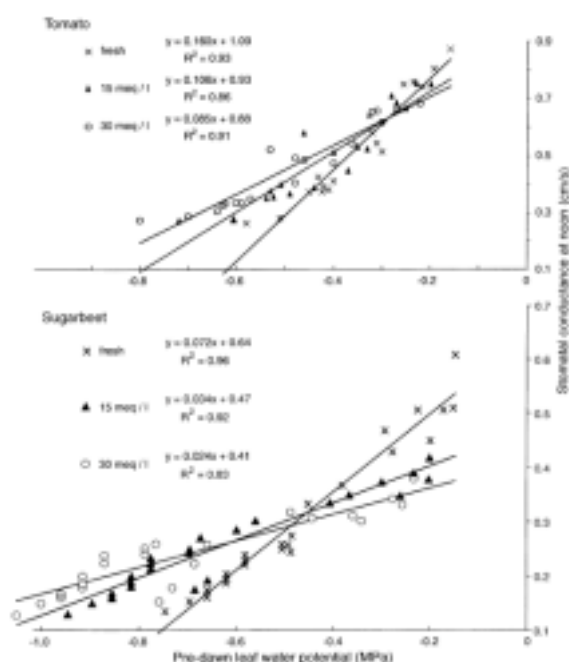 Tomato
× fresh y = 0.160x + 1.09
R² = 0.93
▲ 15 meq / l y = 0.106x + 0.93
R² = 0.86
○ 30 meq / l y = 0.085x + 0.88
R² = 0.91
0.9
0.7
0.5
0.3
0.1
-0.8 -0.6 -0.4 -0.2 0
Stomatal conductance at noon (cm/s)
Sugarbeet
× fresh y = 0.072x + 0.64
R² = 0.96
▲ 15 meq / l y = 0.034x + 0.47
R² = 0.92
○ 30 meq / l y = 0.024x + 0.41
R² = 0.83
0.7
0.6
0.5
0.4
0.3
0.2
0.1
-1.0 -0.8 -0.6 -0.4 -0.2 0
Pre-dawn leaf water potential (MPa)